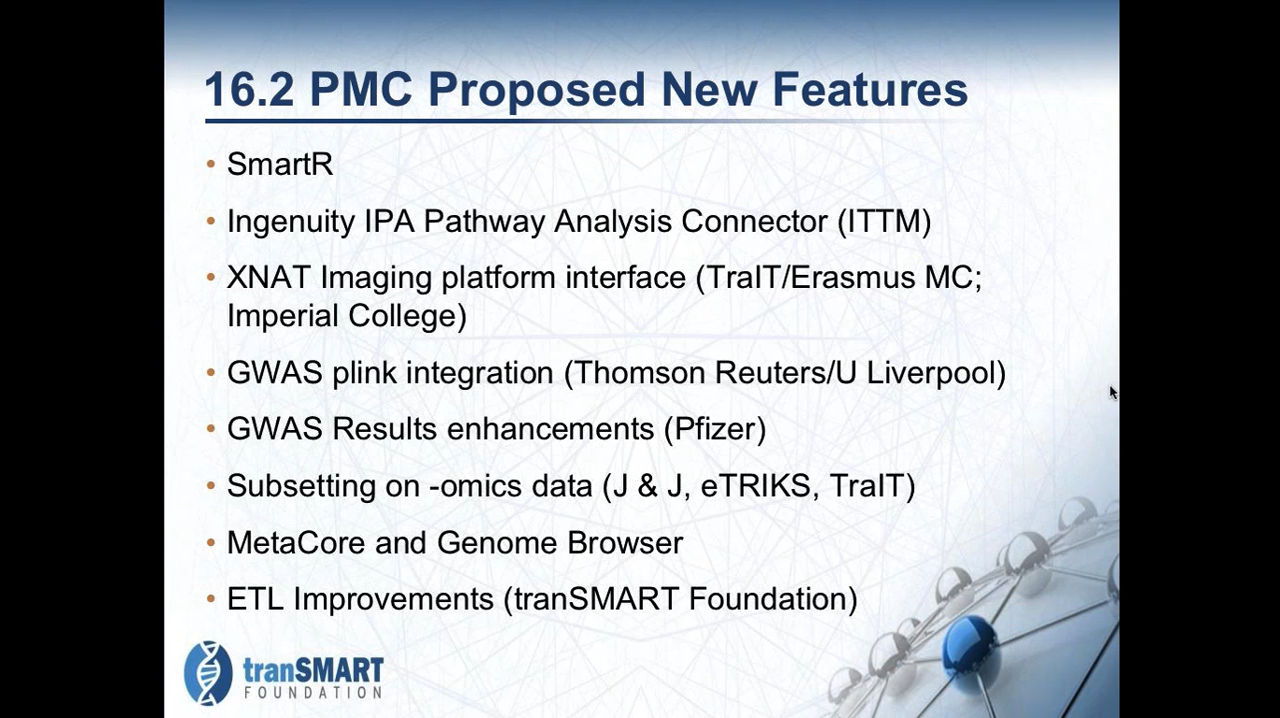 16.2 PMC Proposed New Features
• SmartR
• Ingenuity IPA Pathway Analysis Connector (ITTM)
• XNAT Imaging platform interface (TraIT/Erasmus MC;
Imperial College)
• GWAS plink integration (Thomson Reuters/U Liverpool)
• GWAS Results enhancements (Pfizer)
• Subsetting on -omics data (J & J, eTRIKS, TraIT)
• MetaCore and Genome Browser
• ETL Improvements (tranSMART Foundation)
tranSMART
FOUNDATION